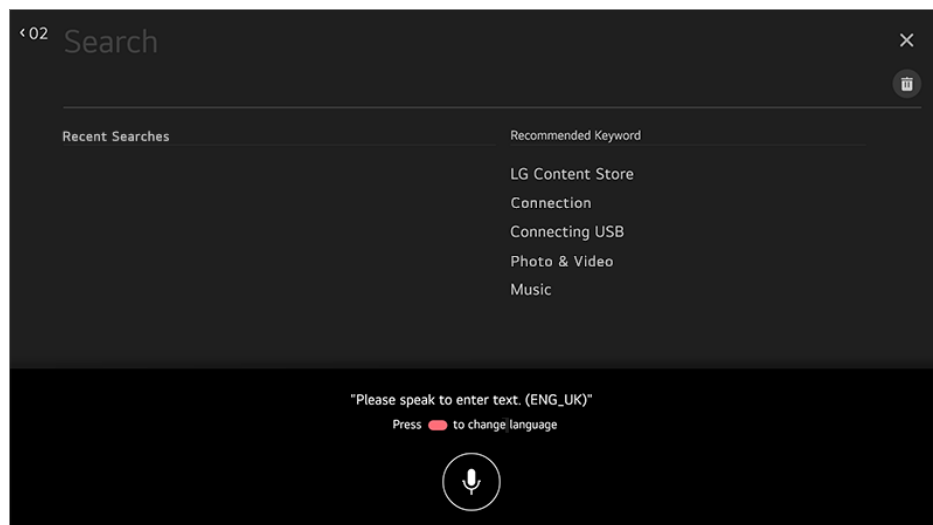 ‹ 02
Search
Recent Searches
Recommended Keyword
LG Content Store
Connection
Connecting USB
Photo & Video
Music
"Please speak to enter text. (ENG_UK)"
Press to change language